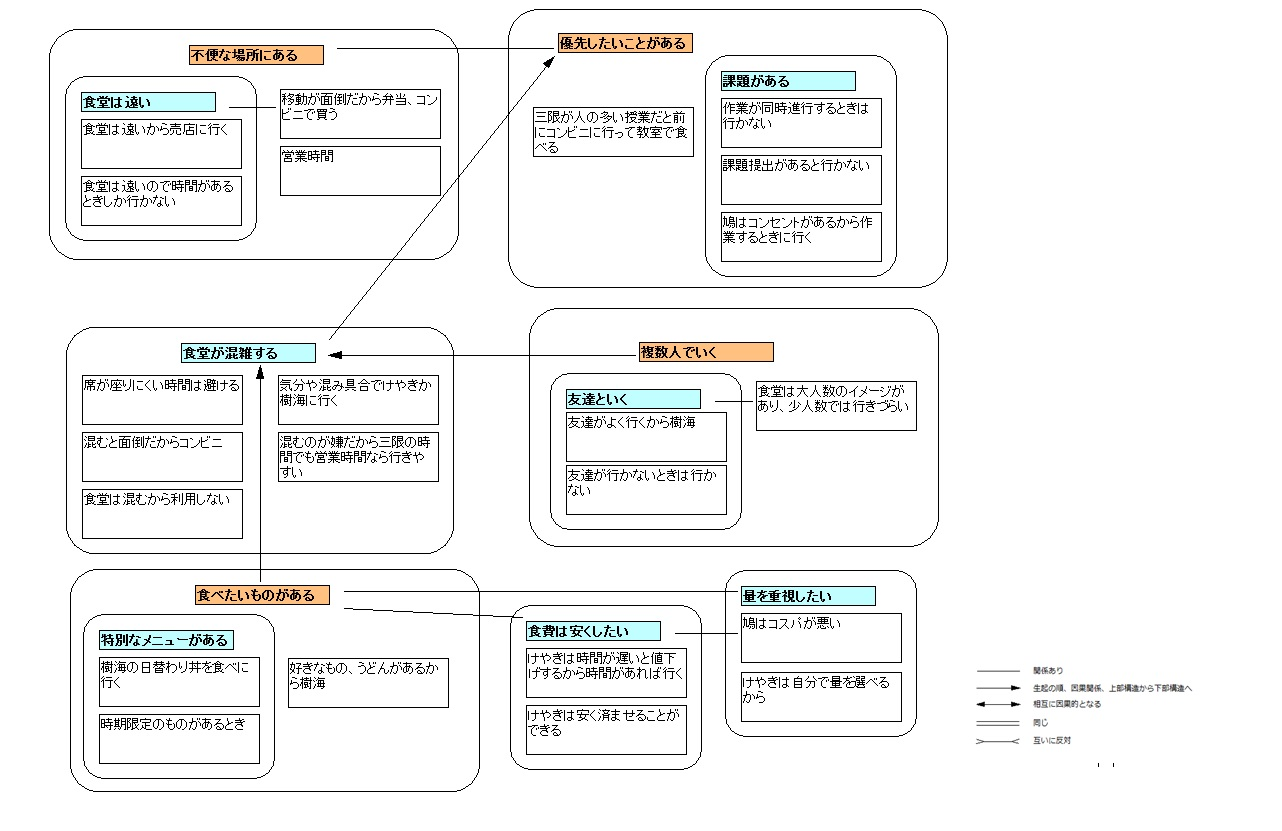 不便な場所にある
食堂は遠い
食堂は遠いから売店に行く
食堂は遠いので時間がある
ときしか行かない
移動が面倒だから弁当、コン
ビニで買う
営業時間
優先したいことがある
三限が人の多い授業だと前
にコンビニに行って教室で食
べる
課題がある
作業が同時進行するときは
行かない
課題提出があると行かない
鳩はコンセントがあるから作
業するときに行く
食堂が混雑する
席が座りにくい時間は避ける
混むと面倒だからコンビニ
食堂は混むから利用しない
気分や混み具合でけやきか
樹海に行く
混むのが嫌だから三限の時
間でも営業時間なら行きや
すい
複数人でいく
友達といく
友達がよく行くから樹海
友達が行かないときは行か
ない
食堂は大人数のイメージが
あり、少人数では行きづらい
食べたいものがある
特別なメニューがある
樹海の日替わり丼を食べに
行く
時期限定のものがあるとき
好きなもの、うどんがあるか
ら樹海
食費は安くしたい
けやきは時間が遅いと値下
げするから時間があれば行く
けやきは安く済ませることが
できる
量を重視したい
鳩はコスパが悪い
けやきは自分で量を選べる
から
関係あり
生起の順、因果関係、上部構造から下部構造へ
相互に因果的となる
同じ
互いに反対